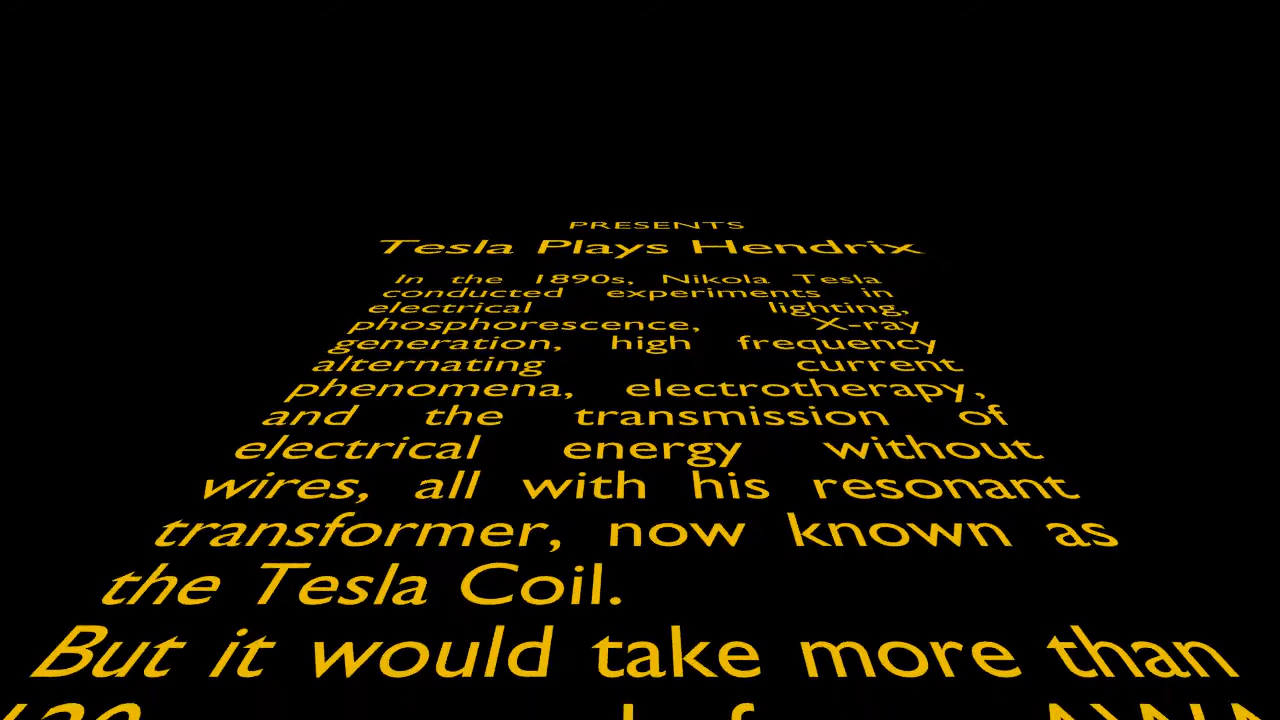 PRESENTS
Tesla Plays Hendrix
In the 1890s, Nikola Tesla
conducted experiments in
electrical lighting,
phosphorescence, X-ray
generation, high frequency
alternating current
phenomena, electrotherapy,
and the transmission of
electrical energy without
wires, all with his resonant
transformer, now known as
the Tesla Coil.
But it would take more than